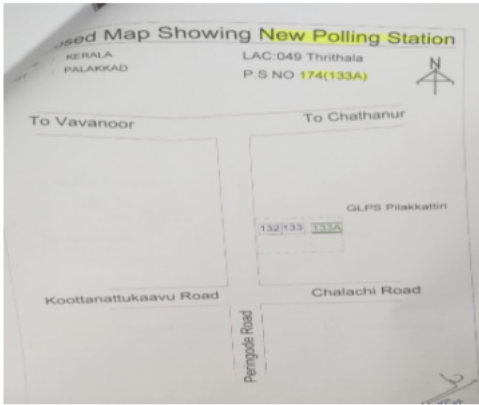 osed Map Showing New Polling Station
: KERALA
: PALAKKAD
LAC:049 Thrithala
P.S NO 174(133A)
N
To Vavanoor
To Chathanur
GLPS Pilakkattiri
132 133 133A
Koottanattukaavu Road
Chalachi Road
Peringode Road